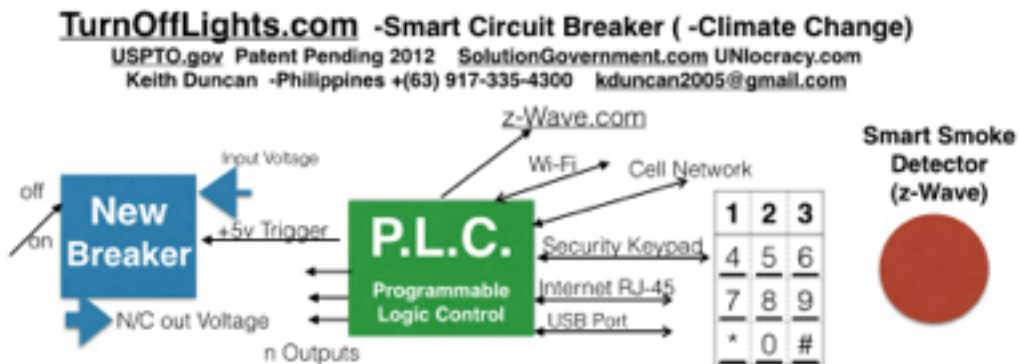 TurnOffLights.com -Smart Circuit Breaker ( -Climate Change)
USPTO.gov Patent Pending 2012 SolutionGovernment.com UNIocracy.com
Keith Duncan -Philippines +(63) 917-335-4300 kduncan2005@gmail.com
z-Wave.com
Input Voltage
Wi-Fi
Cell Network
Smart Smoke
Detector
(z-Wave)
off
on
New
Breaker
+5v Trigger
P.L.C.
Programmable
Logic Control
Security Keypad
Internet RJ-45
USB Port
1 2 3
4 5 6
7 8 9
* 0 #
N/C out Voltage
n Outputs